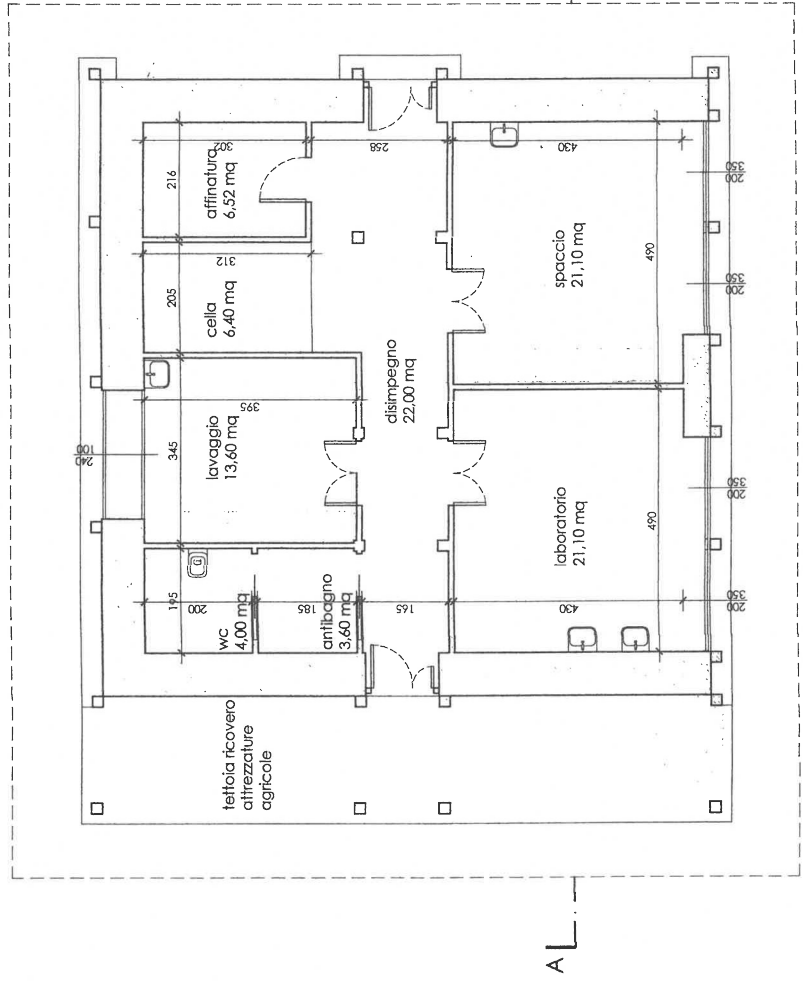 302
258
430
350
200
216
affinatura
6,52 mq
312
205
cella
6,40 mq
spaccio
21,10 mq
490
350
200
disimpegno
22,00 mq
395
lavaggio
13,60 mq
345
240
100
laboratorio
21,10 mq
490
350
200
195
200
wc
4,00 mq
185
antibagno
3,60 mq
165
430
350
200
tettoia ricovero
attrezzature
agricole
A